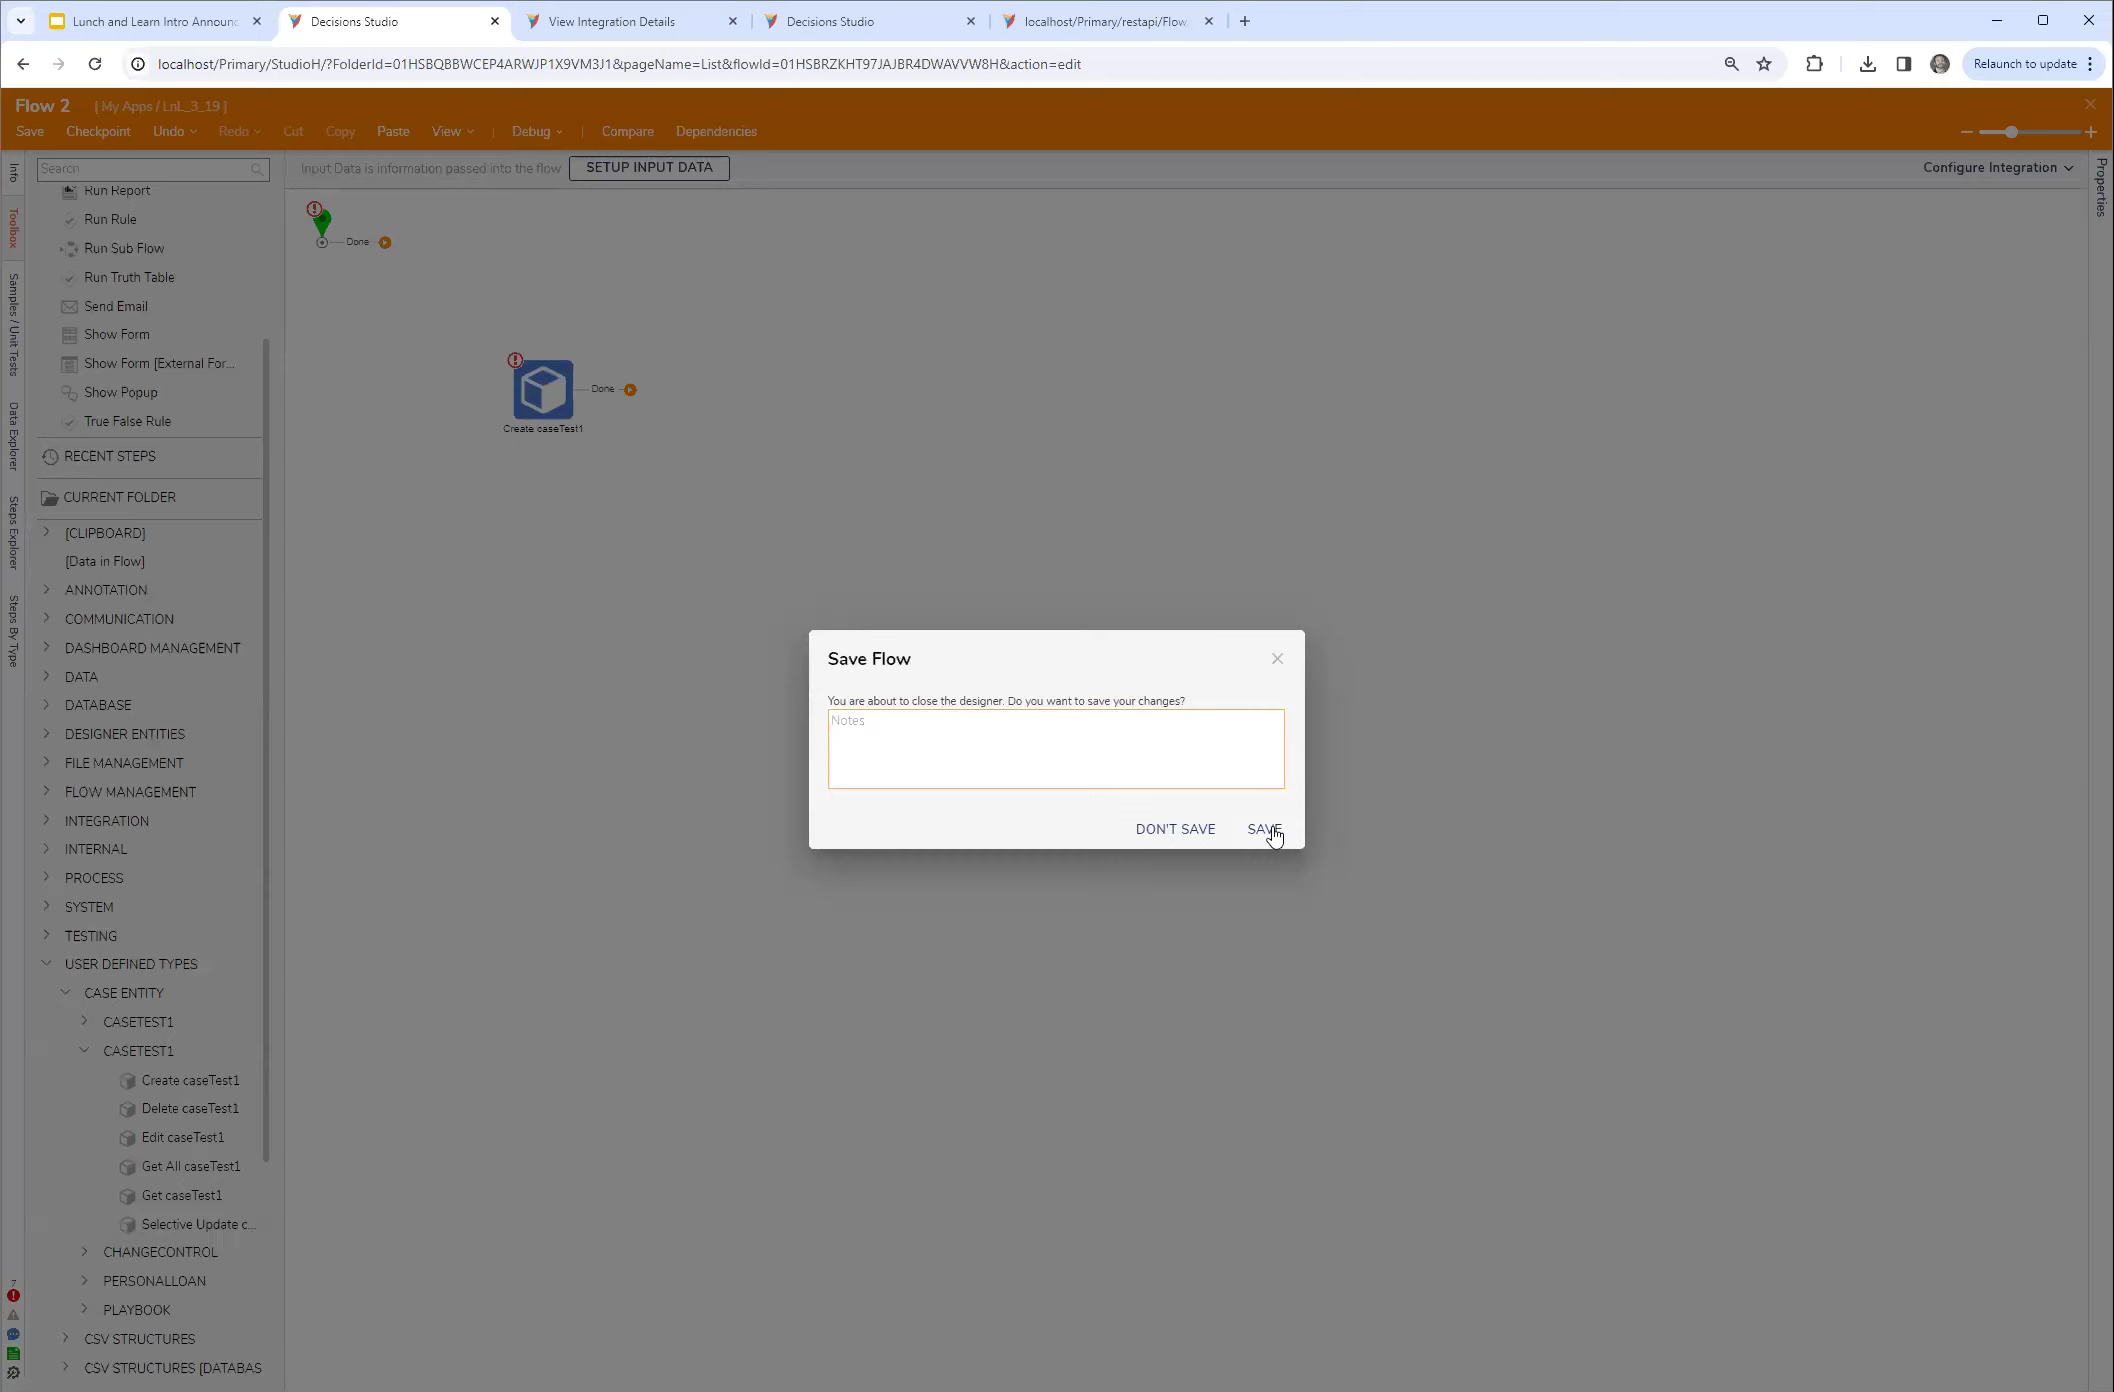 Lunch and Learn Intro Announc
Decisions Studio
View Integration Details
Decisions Studio
localhost/Primary/restapi/Flow
localhost/Primary/StudioH/?FolderId=01HSBQBBWCEP4ARWJP1X9VM3J1&pageName=List&flowId=01HSBRZKHT97JAJBR4DWAVVW8H&action=edit
Relaunch to update
Flow 2 [ My Apps / LnL_3_19 ]
Save Checkpoint Undo Redo Cut Copy Paste View | Debug | Compare Dependencies
Info
Toolbox
Samples / Unit Tests
Data Explorer
Steps Explorer
Steps By Type
7
Search
Run Report
Run Rule
Run Sub Flow
Run Truth Table
Send Email
Show Form
Show Form [External For...
Show Popup
True False Rule
RECENT STEPS
CURRENT FOLDER
[CLIPBOARD]
[Data in Flow]
ANNOTATION
COMMUNICATION
DASHBOARD MANAGEMENT
DATA
DATABASE
DESIGNER ENTITIES
FILE MANAGEMENT
FLOW MANAGEMENT
INTEGRATION
INTERNAL
PROCESS
SYSTEM
TESTING
USER DEFINED TYPES
CASE ENTITY
CASETEST1
CASETEST1
Create caseTest1
Delete caseTest1
Edit caseTest1
Get All caseTest1
Get caseTest1
Selective Update c...
CHANGECONTROL
PERSONALLOAN
PLAYBOOK
CSV STRUCTURES
CSV STRUCTURES [DATABAS
Input Data is information passed into the flow SETUP INPUT DATA
Configure Integration
Properties
Done
Done
Create caseTest1
Save Flow
You are about to close the designer. Do you want to save your changes?
Notes
DON'T SAVE SAVE